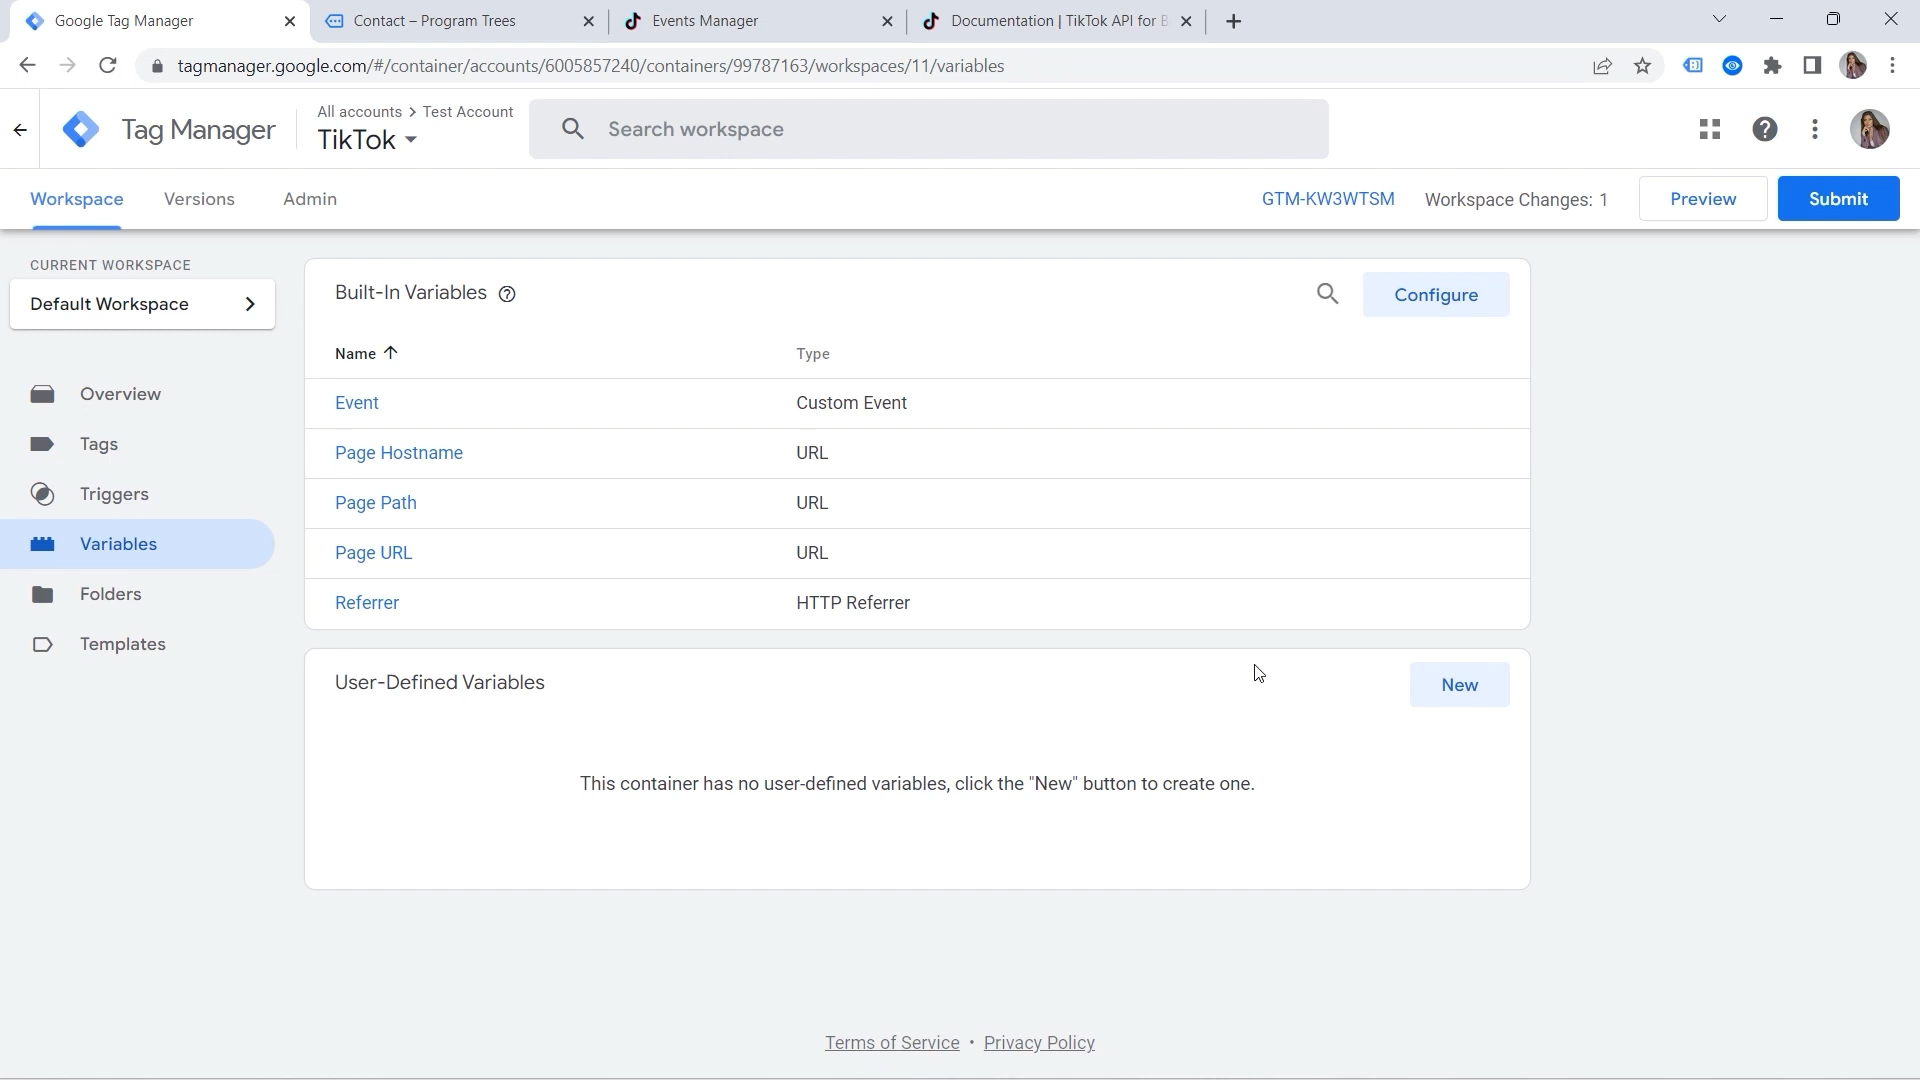 Google Tag Manager
Contact – Program Trees
Events Manager
Documentation | TikTok API for B
tagmanager.google.com/#/container/accounts/6005857240/containers/99787163/workspaces/11/variables
Tag Manager
All accounts > Test Account
TikTok
Search workspace
Workspace
Versions
Admin
GTM-KW3WTSM
Workspace Changes: 1
Preview
Submit
CURRENT WORKSPACE
Default Workspace
Overview
Tags
Triggers
Variables
Folders
Templates
Built-In Variables
Configure
Name Type
Event Custom Event
Page Hostname URL
Page Path URL
Page URL URL
Referrer HTTP Referrer
User-Defined Variables
New
This container has no user-defined variables, click the "New" button to create one.
Terms of Service • Privacy Policy